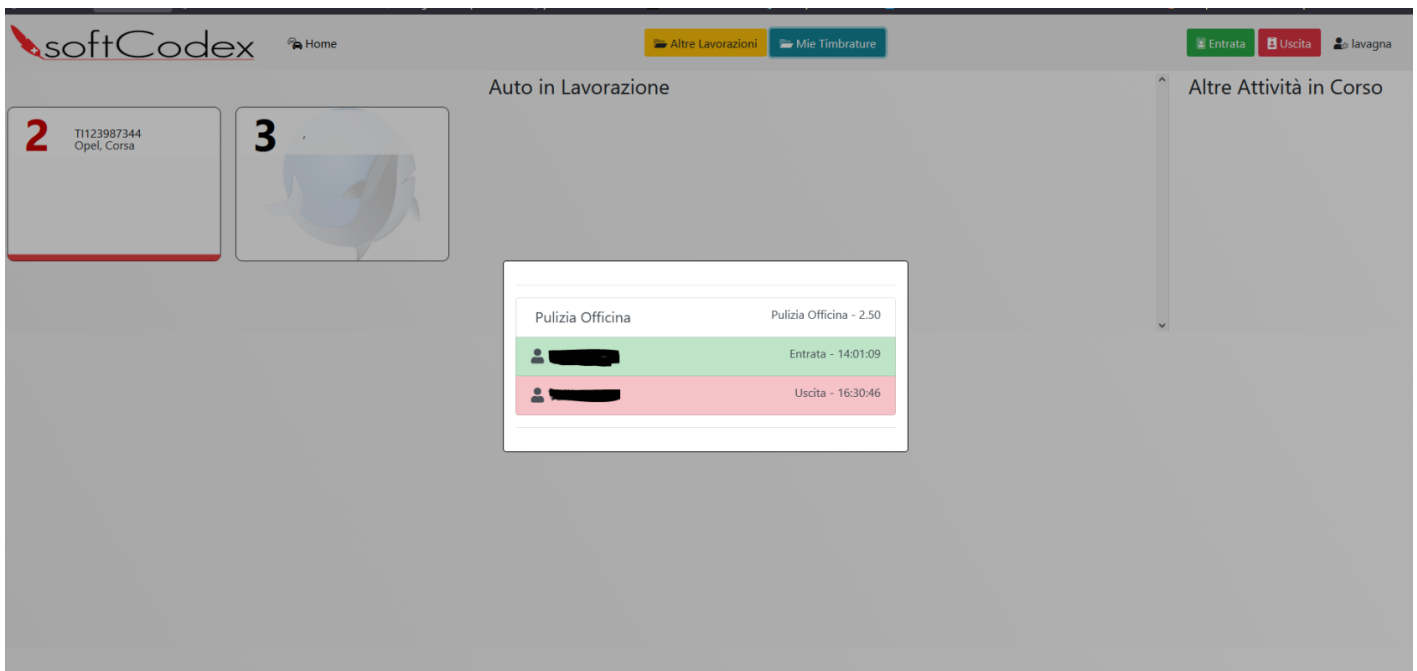 softCodex
Home
Altre Lavorazioni
Mie Timbrature
Entrata
Uscita
lavagna
Auto in Lavorazione
Altre Attività in Corso
2
TI123987344
Opel, Corsa
3
,
Pulizia Officina
Pulizia Officina - 2.50
Entrata - 14:01:09
Uscita - 16:30:46